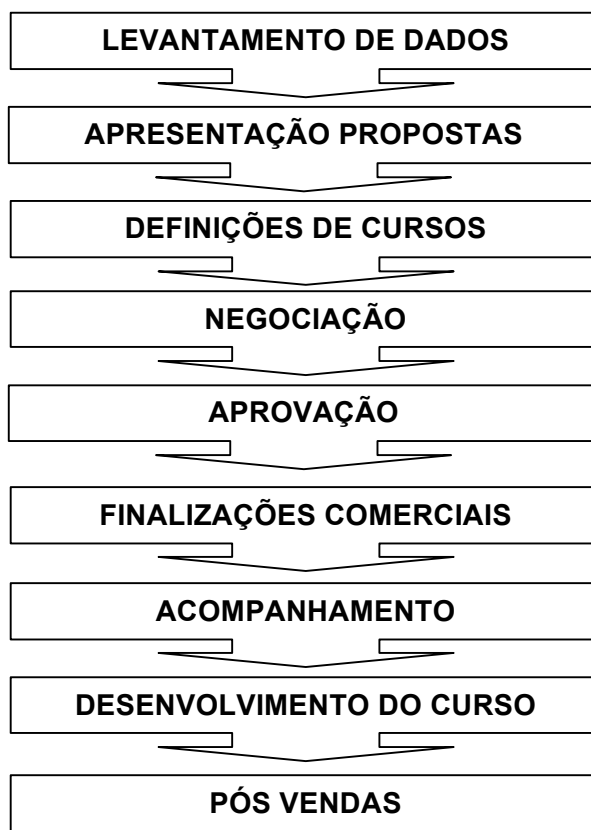 LEVANTAMENTO DE DADOS
APRESENTAÇÃO PROPOSTAS
DEFINIÇÕES DE CURSOS
NEGOCIAÇÃO
APROVAÇÃO
FINALIZAÇÕES COMERCIAIS
ACOMPANHAMENTO
DESENVOLVIMENTO DO CURSO
PÓS VENDAS